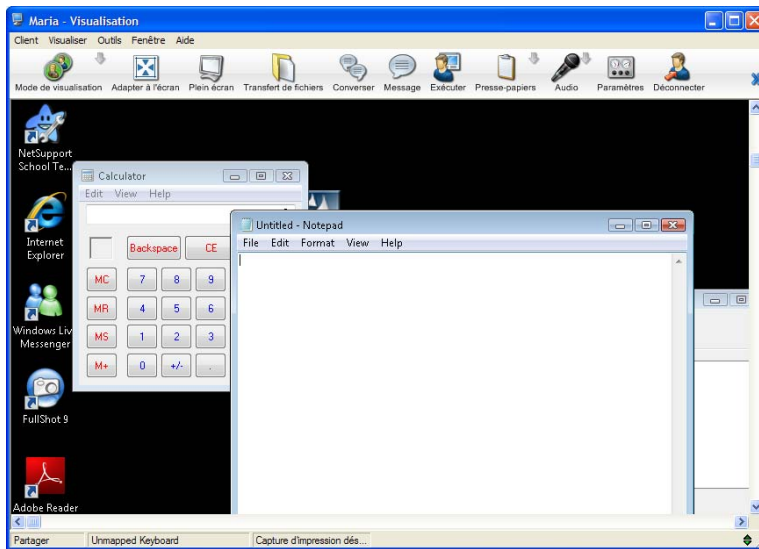 Maria - Visualisation
Client Visualiser Outils Fenêtre Aide
Mode de visualisation Adapter à l'écran Plein écran Transfert de fichiers Converser Message Exécuter Presse-papiers Audio Paramètres Déconnecter
NetSupport
School Te...
Calculator
Edit View Help
Backspace CE
MC 7 8 9
MR 4 5 6
MS 1 2 3
M+ 0 +/- .
Untitled - Notepad
File Edit Format View Help
Internet
Explorer
Windows Liv
Messenger
FullShot 9
Adobe Reader
Partager Unmapped Keyboard Capture d'impression dés...